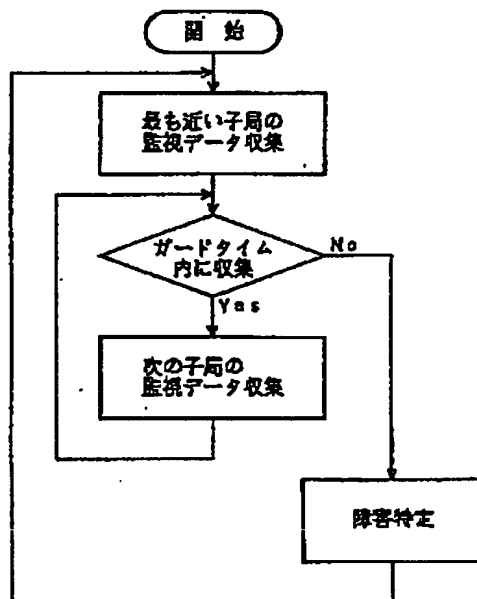 開 始
最も近い子局の
監視データ収集
ガードタイム
内に収集
No
Yes
次の子局の
監視データ収集
障害特定